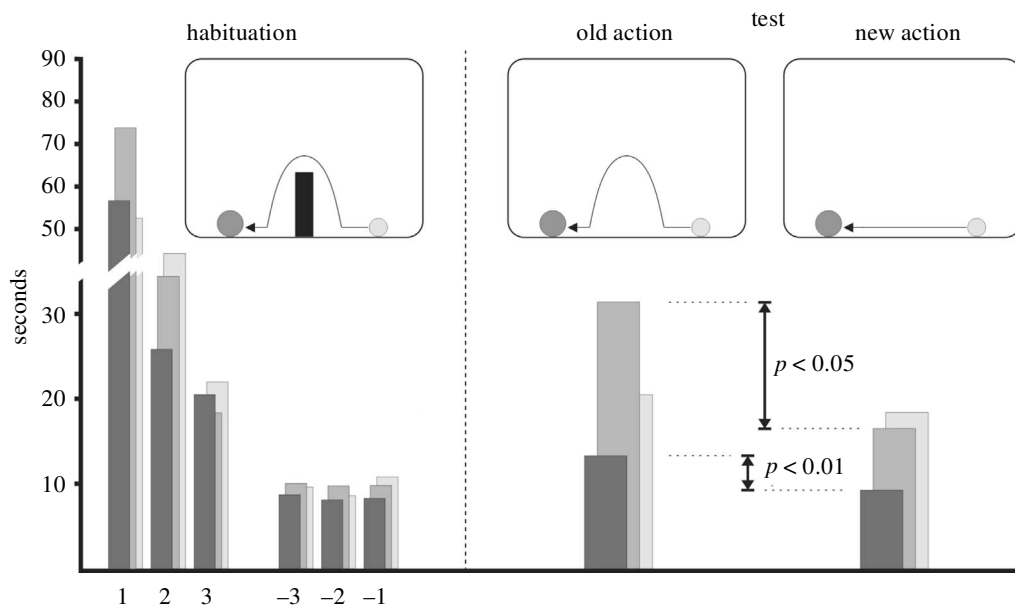 test
habituation
old action
new action
90
80
70
60
50
30
20
10
seconds
p < 0.05
p < 0.01
1 2 3 –3 –2 –1